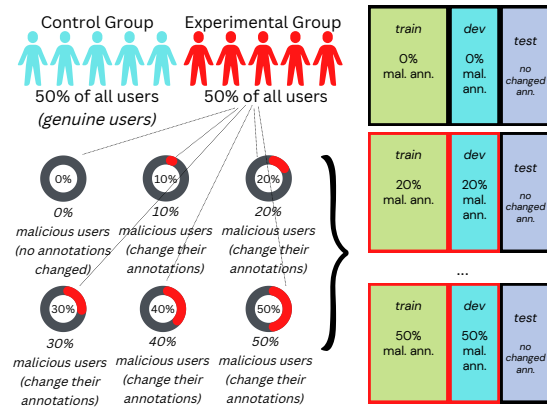 Control Group
50% of all users
(genuine users)
Experimental Group
50% of all users
0%
0%
malicious users
(no annotations
changed)
10%
10%
malicious users
(change their
annotations)
20%
20%
malicious users
(change their
annotations)
30%
30%
malicious users
(change their
annotations)
40%
40%
malicious users
(change their
annotations)
50%
50%
malicious users
(change their
annotations)
train
0%
mal. ann.
dev
0%
mal.
ann.
test
no
changed
ann.
train
20%
mal. ann.
dev
20%
mal.
ann.
test
no
changed
ann.
...
train
50%
mal. ann.
dev
50%
mal.
ann.
test
no
changed
ann.